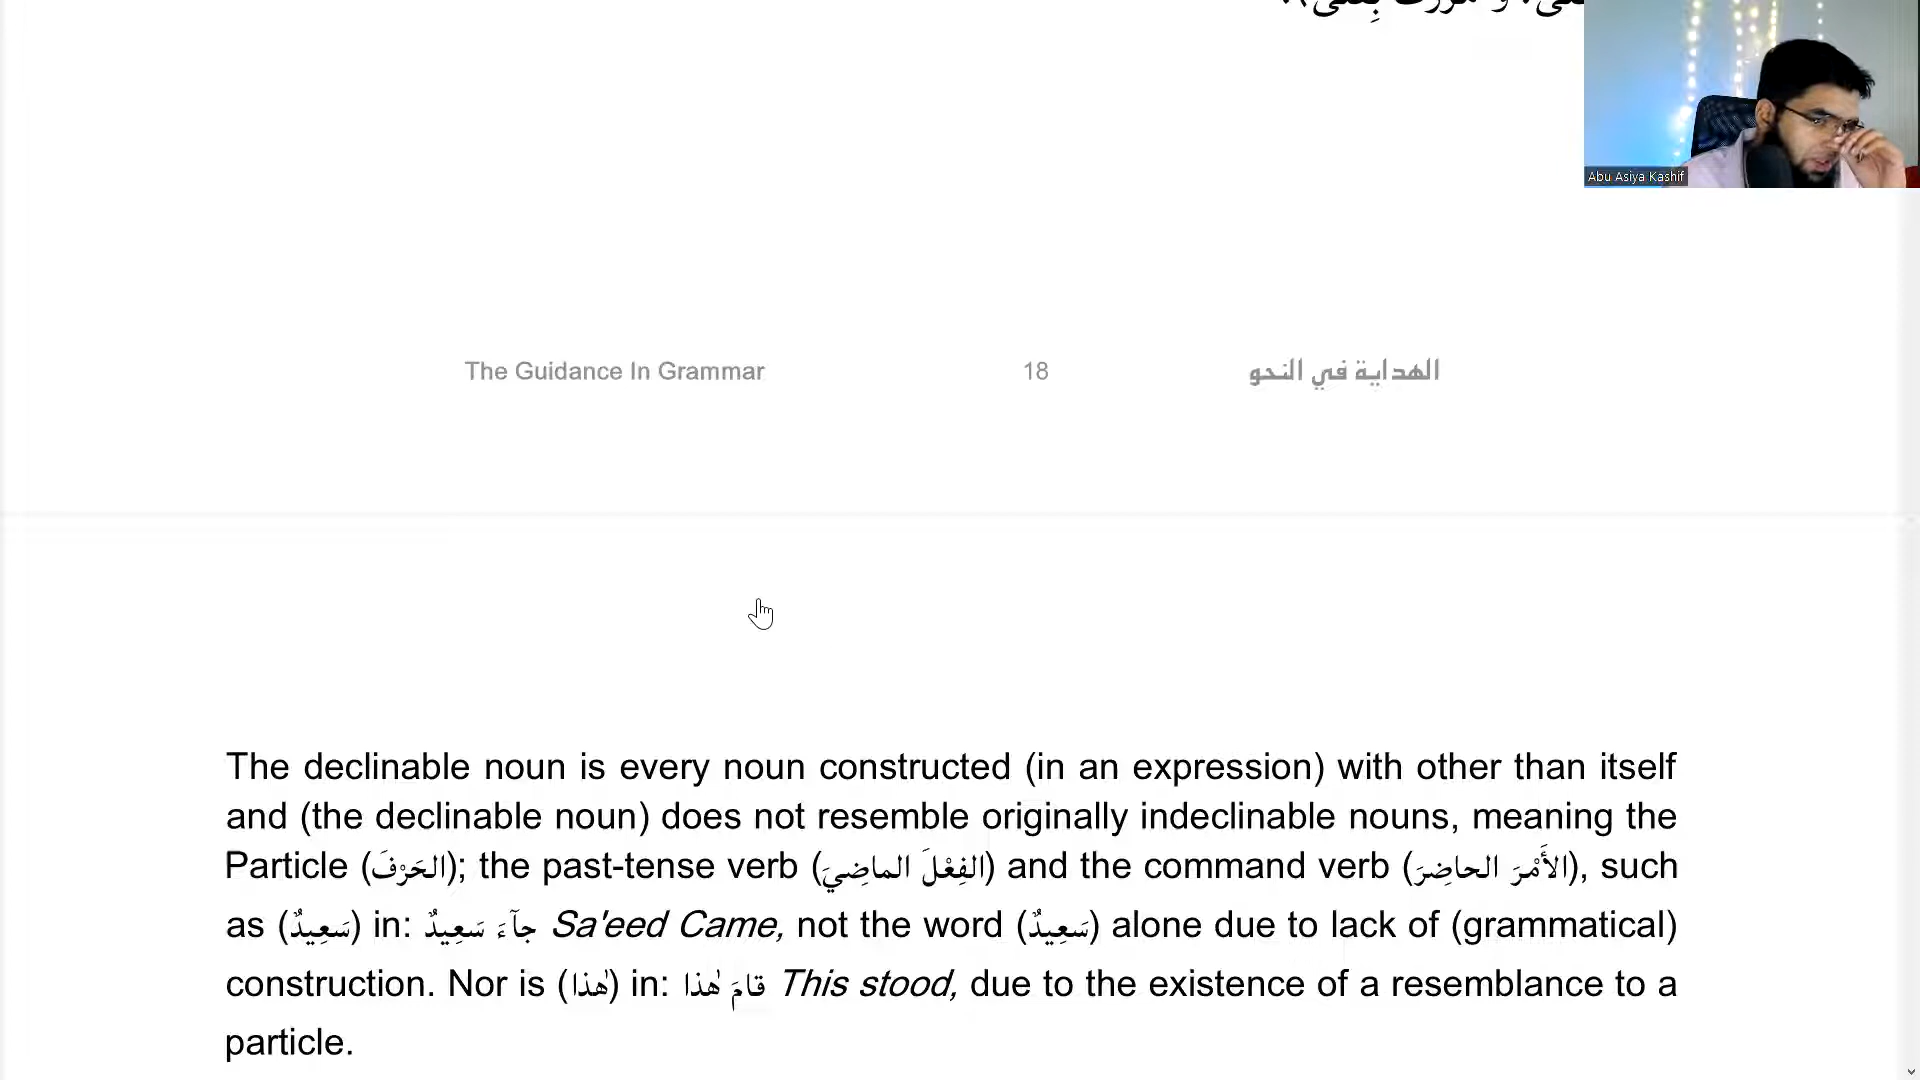 Abu Asiya Kashif
The Guidance In Grammar 18 الهداية في النحو
The declinable noun is every noun constructed (in an expression) with other than itself
and (the declinable noun) does not resemble originally indeclinable nouns, meaning the
Particle (الحَرْفَ); the past-tense verb (الفِعْلَ الماضِيَ) and the command verb (الأَمْرَ الحاضِرَ), such
as (سَعِيدٌ) in: جآءَ سَعِيدٌ Sa'eed Came, not the word (سَعِيدٌ) alone due to lack of (grammatical)
construction. Nor is (هٰذا) in: قامَ هٰذا This stood, due to the existence of a resemblance to a
particle.